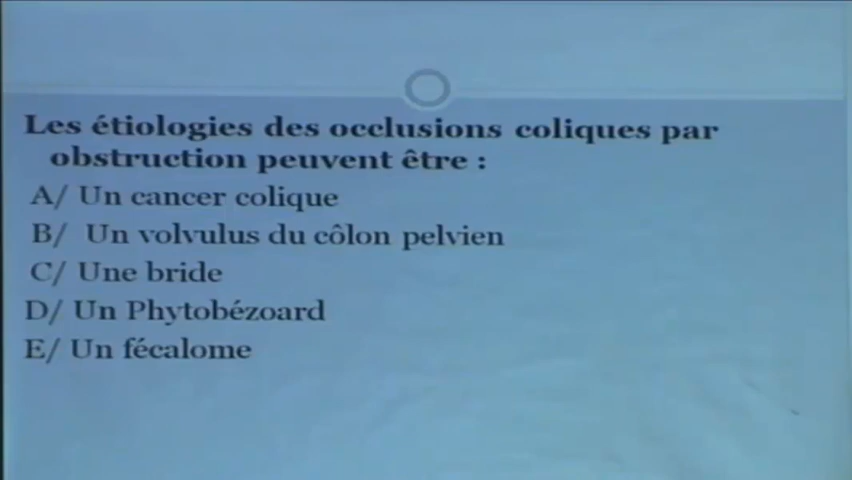 Les étiologies des occlusions coliques par
obstruction peuvent être :
A/ Un cancer colique
B/ Un volvulus du côlon pelvien
C/ Une bride
D/ Un Phytobézoard
E/ Un fécalome